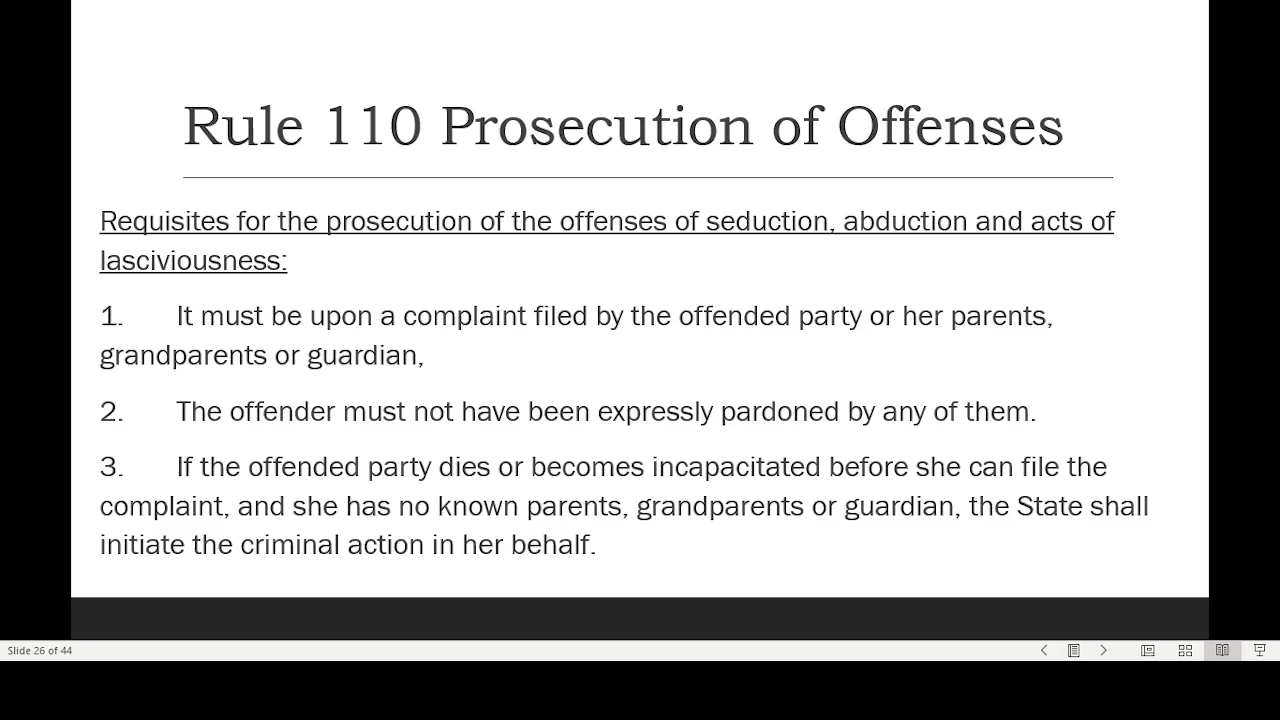 Rule 110 Prosecution of Offenses
Requisites for the prosecution of the offenses of seduction, abduction and acts of
lasciviousness:
1. It must be upon a complaint filed by the offended party or her parents,
grandparents or guardian,
2. The offender must not have been expressly pardoned by any of them.
3. If the offended party dies or becomes incapacitated before she can file the
complaint, and she has no known parents, grandparents or guardian, the State shall
initiate the criminal action in her behalf.
Slide 26 of 44